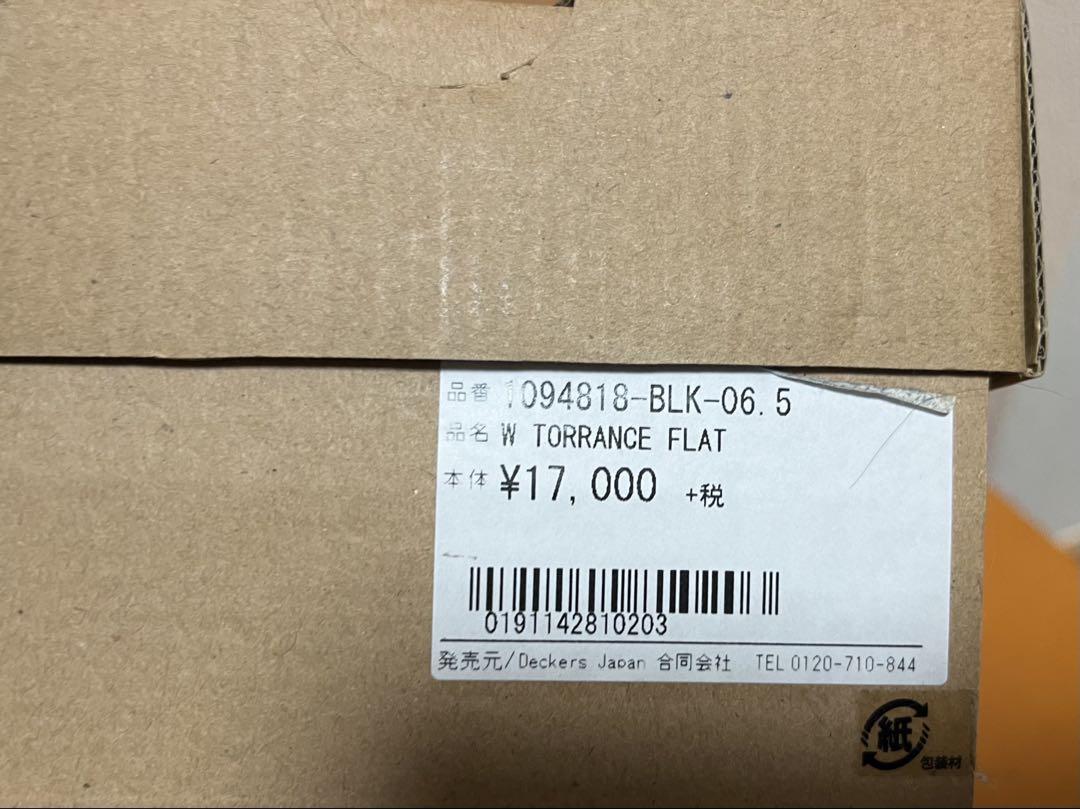 品番 1094818-BLK-06.5
品名 W TORRANCE FLAT
本体 ¥17,000 +税
0191142810203
発売元/Deckers Japan 合同会社 TEL 0120-710-844
紙
包装材